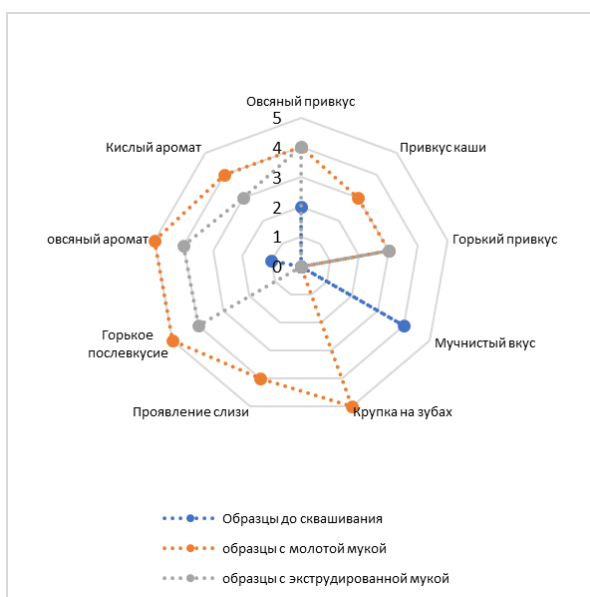 Овсяный привкус
5
Кислый аромат
4
Привкус каши
3
2
овсяный аромат
1
Горький привкус
0
Горькое
послевкусие
Мучнистый вкус
Проявление слизи
Крупка на зубах
Образцы до сквашивания
образцы с молотой мукой
образцы с экструдированной мукой